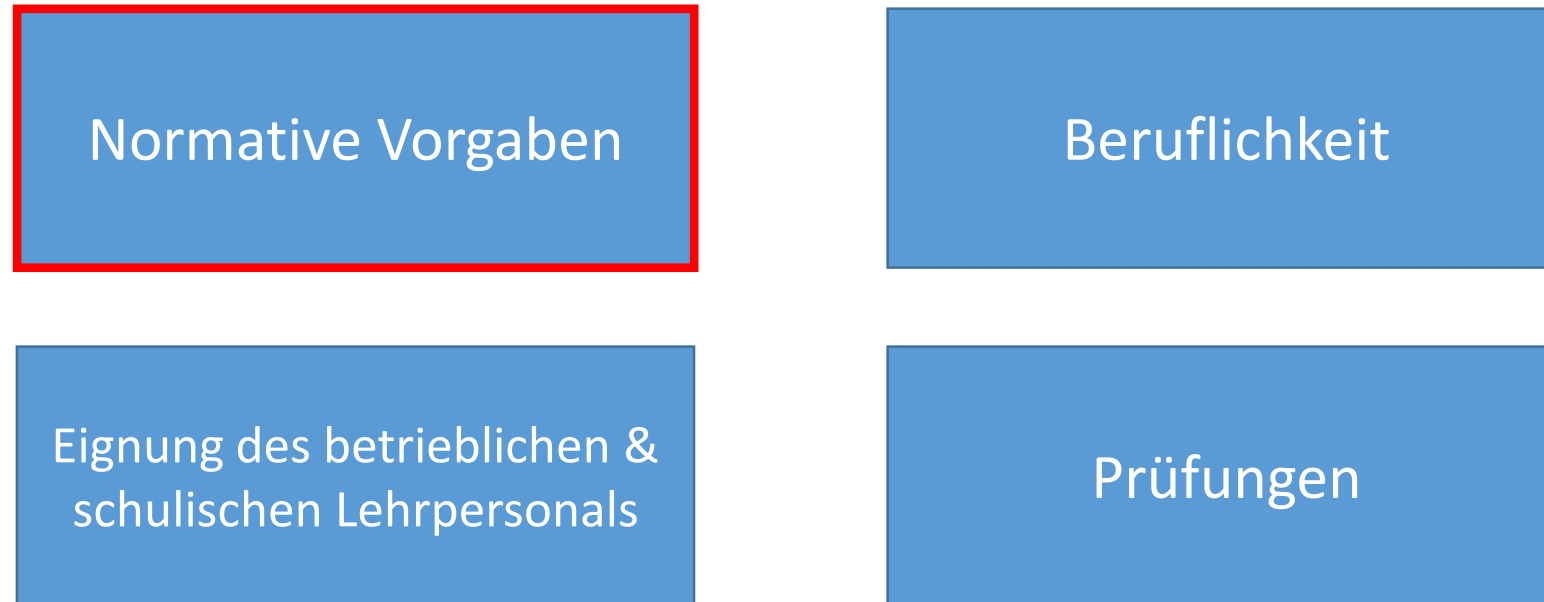 Normative Vorgaben
Beruflichkeit
Eignung des betrieblichen &
schulischen Lehrpersonals
Prüfungen